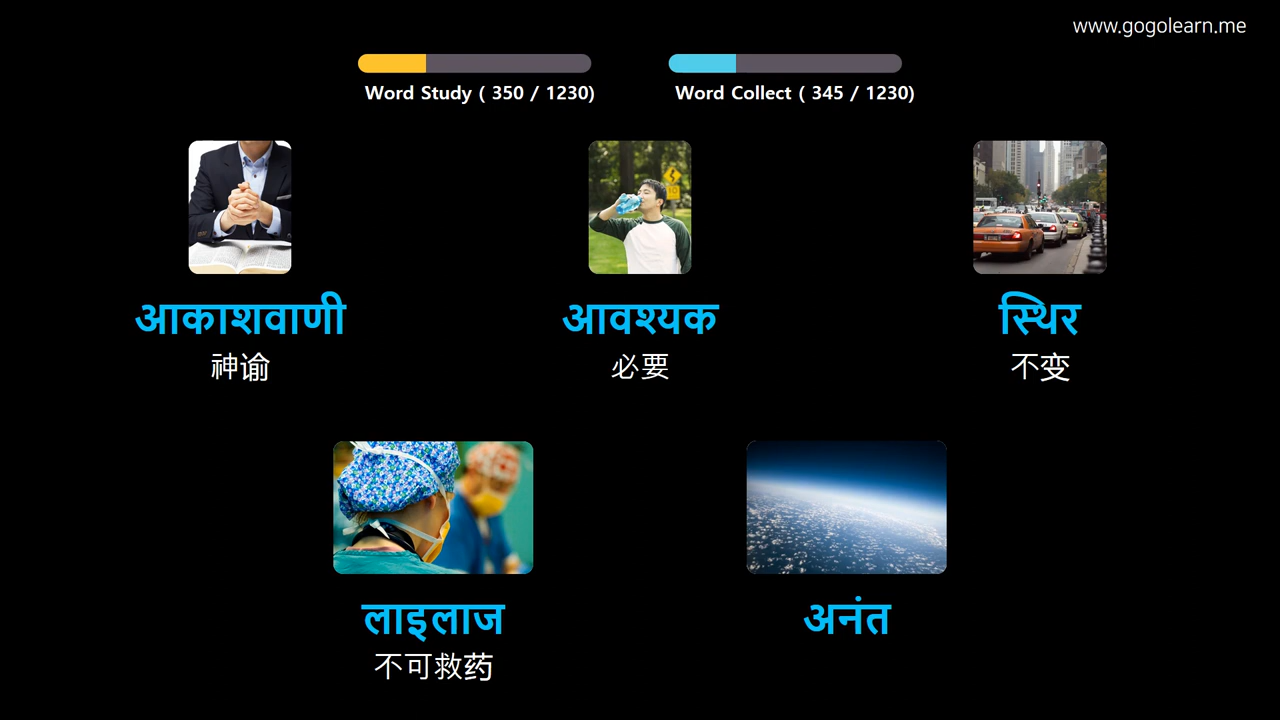 www.gogolearn.me
Word Study ( 350 / 1230)
Word Collect ( 345 / 1230)
आकाशवाणी
神谕
आवश्यक
必要
स्थिर
不变
लाइलाज
不可救药
अनंत